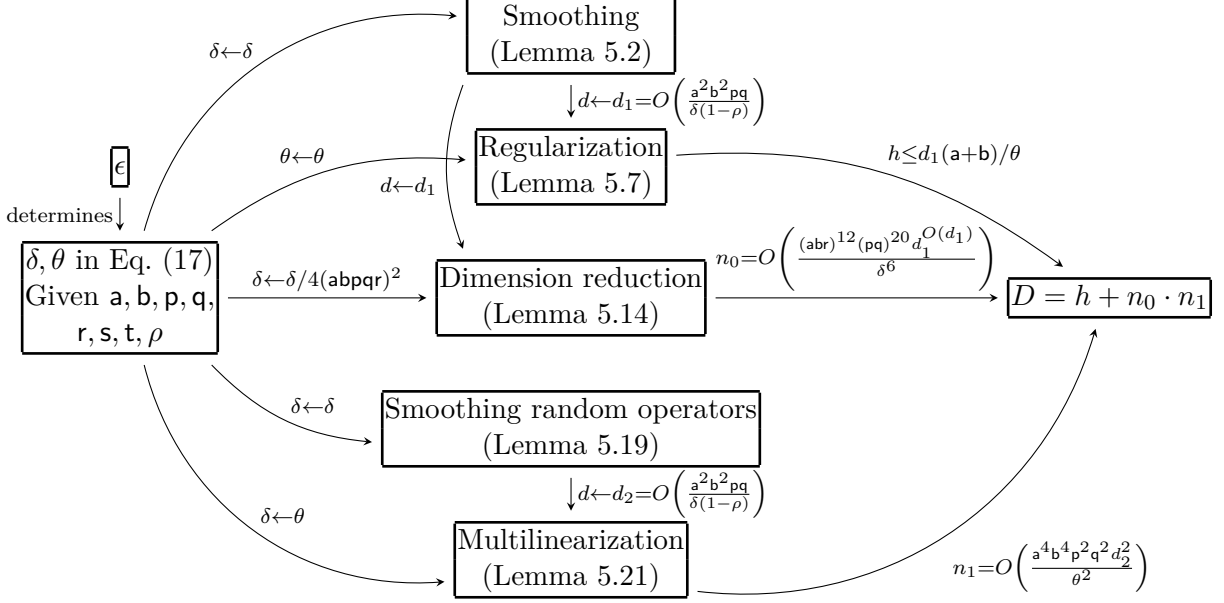 Smoothing
(Lemma 5.2)
δ←δ
d←d₁=O(a²b²pq / δ(1−ρ))
Regularization
(Lemma 5.7)
θ←θ
h≤d₁(a+b)/θ
ϵ
d←d₁
determines
δ, θ in Eq. (17)
Given a, b, p, q,
r, s, t, ρ
δ←δ/4(abpqr)²
Dimension reduction
(Lemma 5.14)
n₀=O((abr)¹²(pq)²⁰d₁^{O(d₁)} / δ⁶)
D = h + n₀ · n₁
δ←δ
Smoothing random operators
(Lemma 5.19)
d←d₂=O(a²b²pq / δ(1−ρ))
δ←θ
Multilinearization
(Lemma 5.21)
n₁=O(a⁴b⁴p²q²d₂² / θ²)